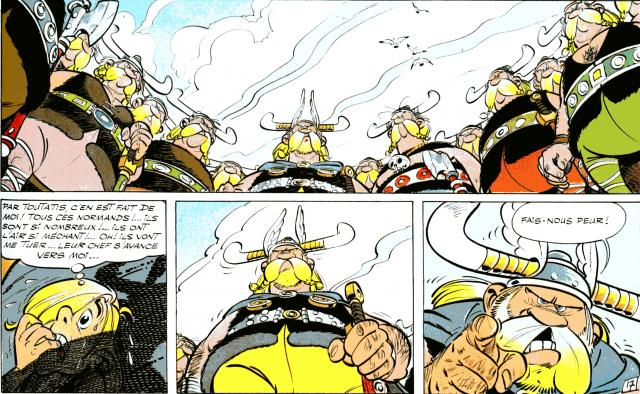 PAR TOUTATIS, C'EN EST FAIT DE
MOI! TOUS CES NORMANDS!... ILS
SONT SI NOMBREUX!... ILS ONT
L'AIR SI MÉCHANT!... OH! ILS VONT
ME TUER... LEUR CHEF S'AVANCE
VERS MOI...
FAIS-NOUS PEUR!
17